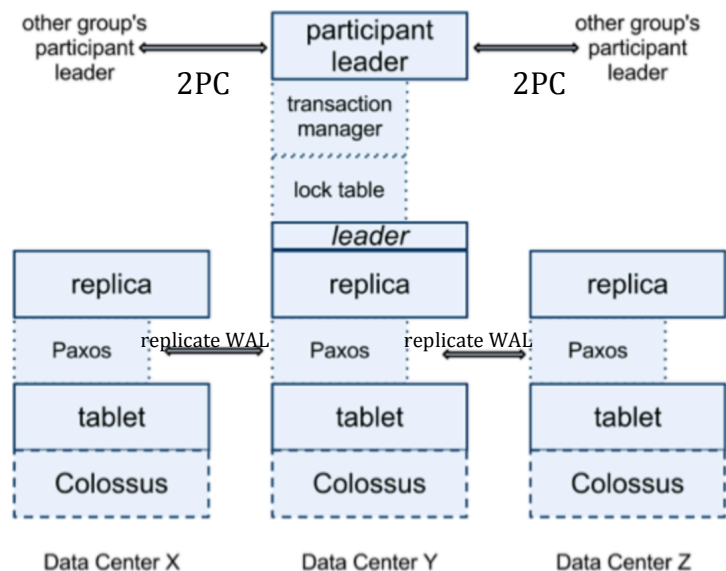 other group's
participant
leader
2PC
participant
leader
2PC
other group's
participant
leader
transaction
manager
lock table
leader
replica
replica
replica
Paxos
replicate WAL
Paxos
replicate WAL
Paxos
tablet
tablet
tablet
Colossus
Colossus
Colossus
Data Center X
Data Center Y
Data Center Z